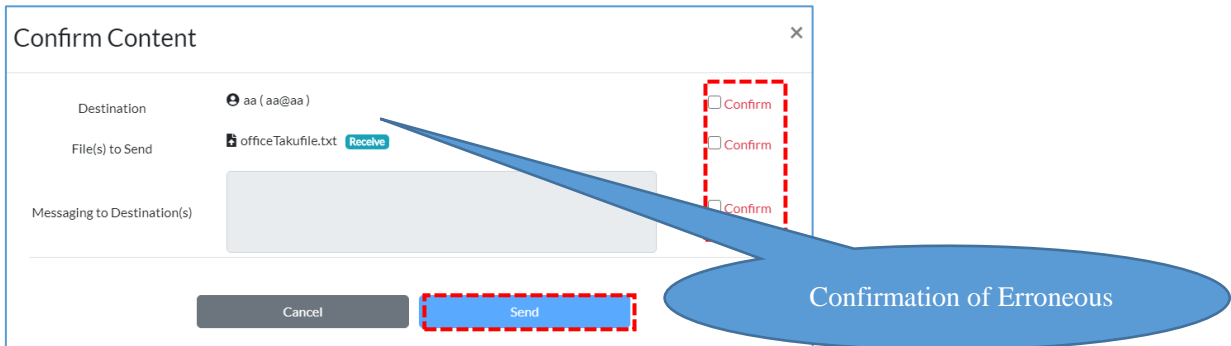 Confirm Content
×
Destination
aa ( aa@aa )
Confirm
File(s) to Send
officeTakufile.txt Receive
Confirm
Messaging to Destination(s)
Confirm
Cancel
Send
Confirmation of Erroneous